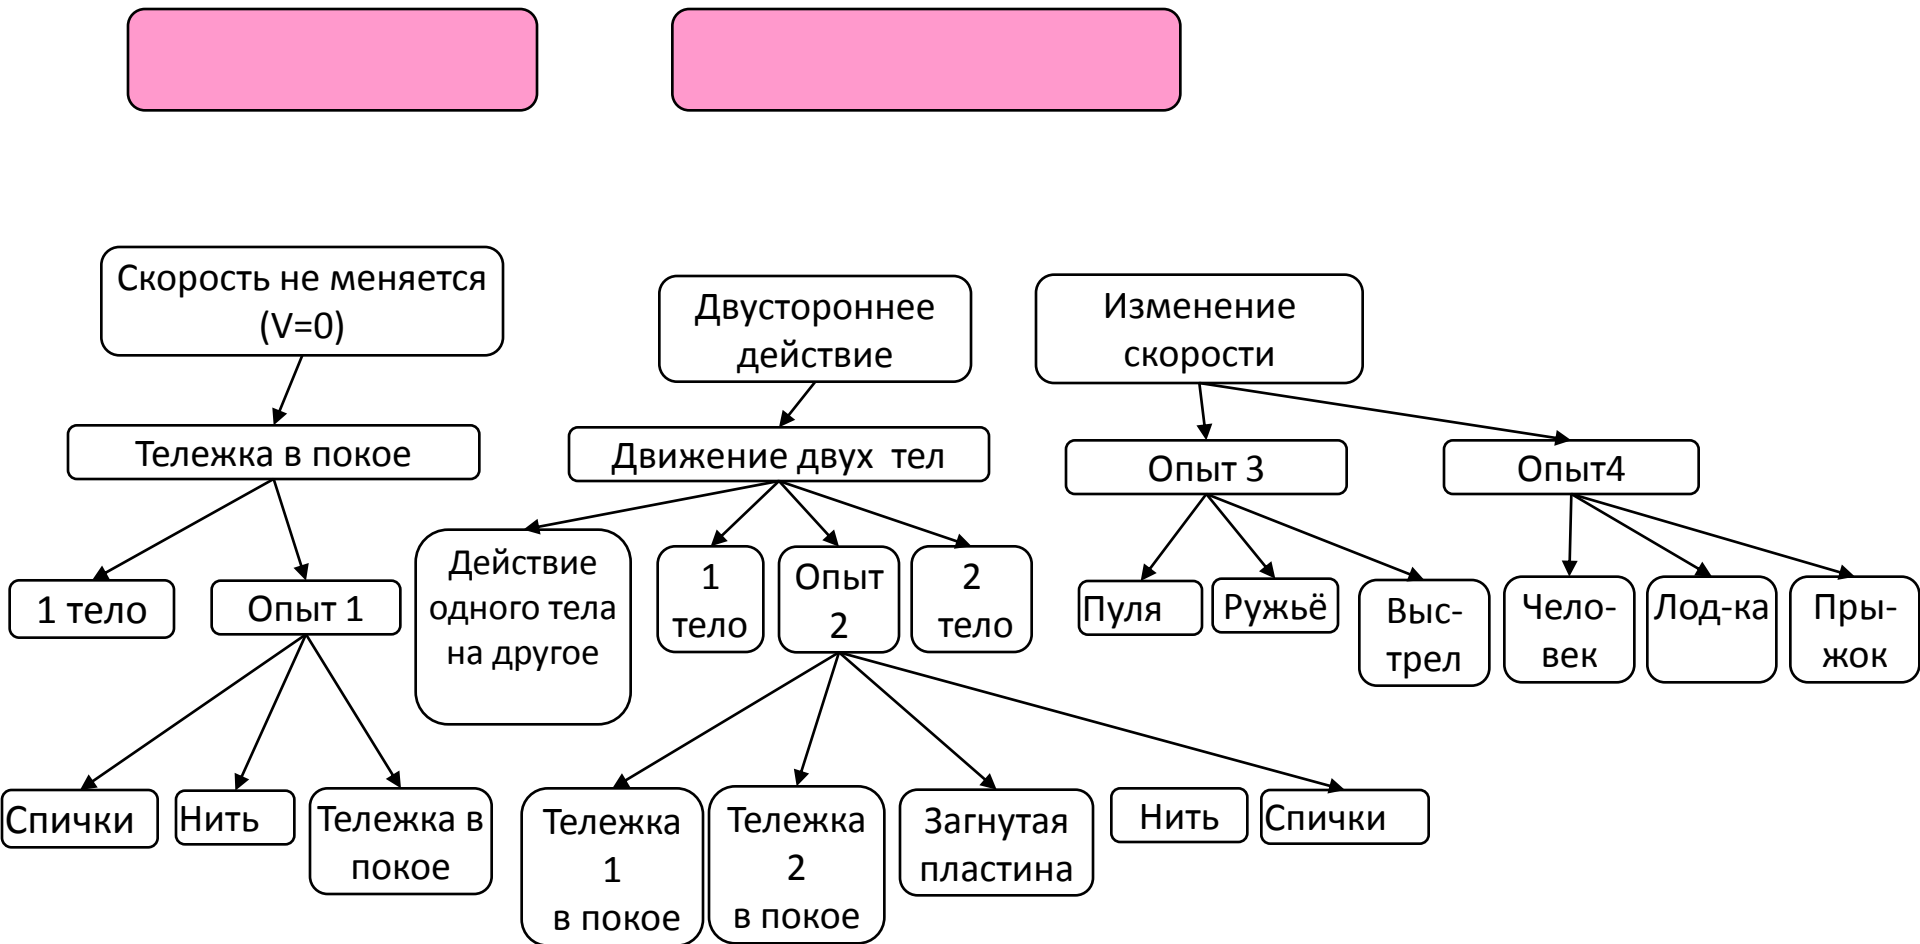 Скорость не меняется
(V=0)
Двустороннее
действие
Изменение
скорости
Тележка в покое
Движение двух тел
Опыт 3
Опыт4
1 тело
Опыт 1
Действие
одного тела
на другое
1
тело
Опыт
2
2
тело
Пуля
Ружьё
Выс-
трел
Чело-
век
Лод-ка
Пры-
жок
Спички
Нить
Тележка в
покое
Тележка
1
в покое
Тележка
2
в покое
Загнутая
пластина
Нить
Спички